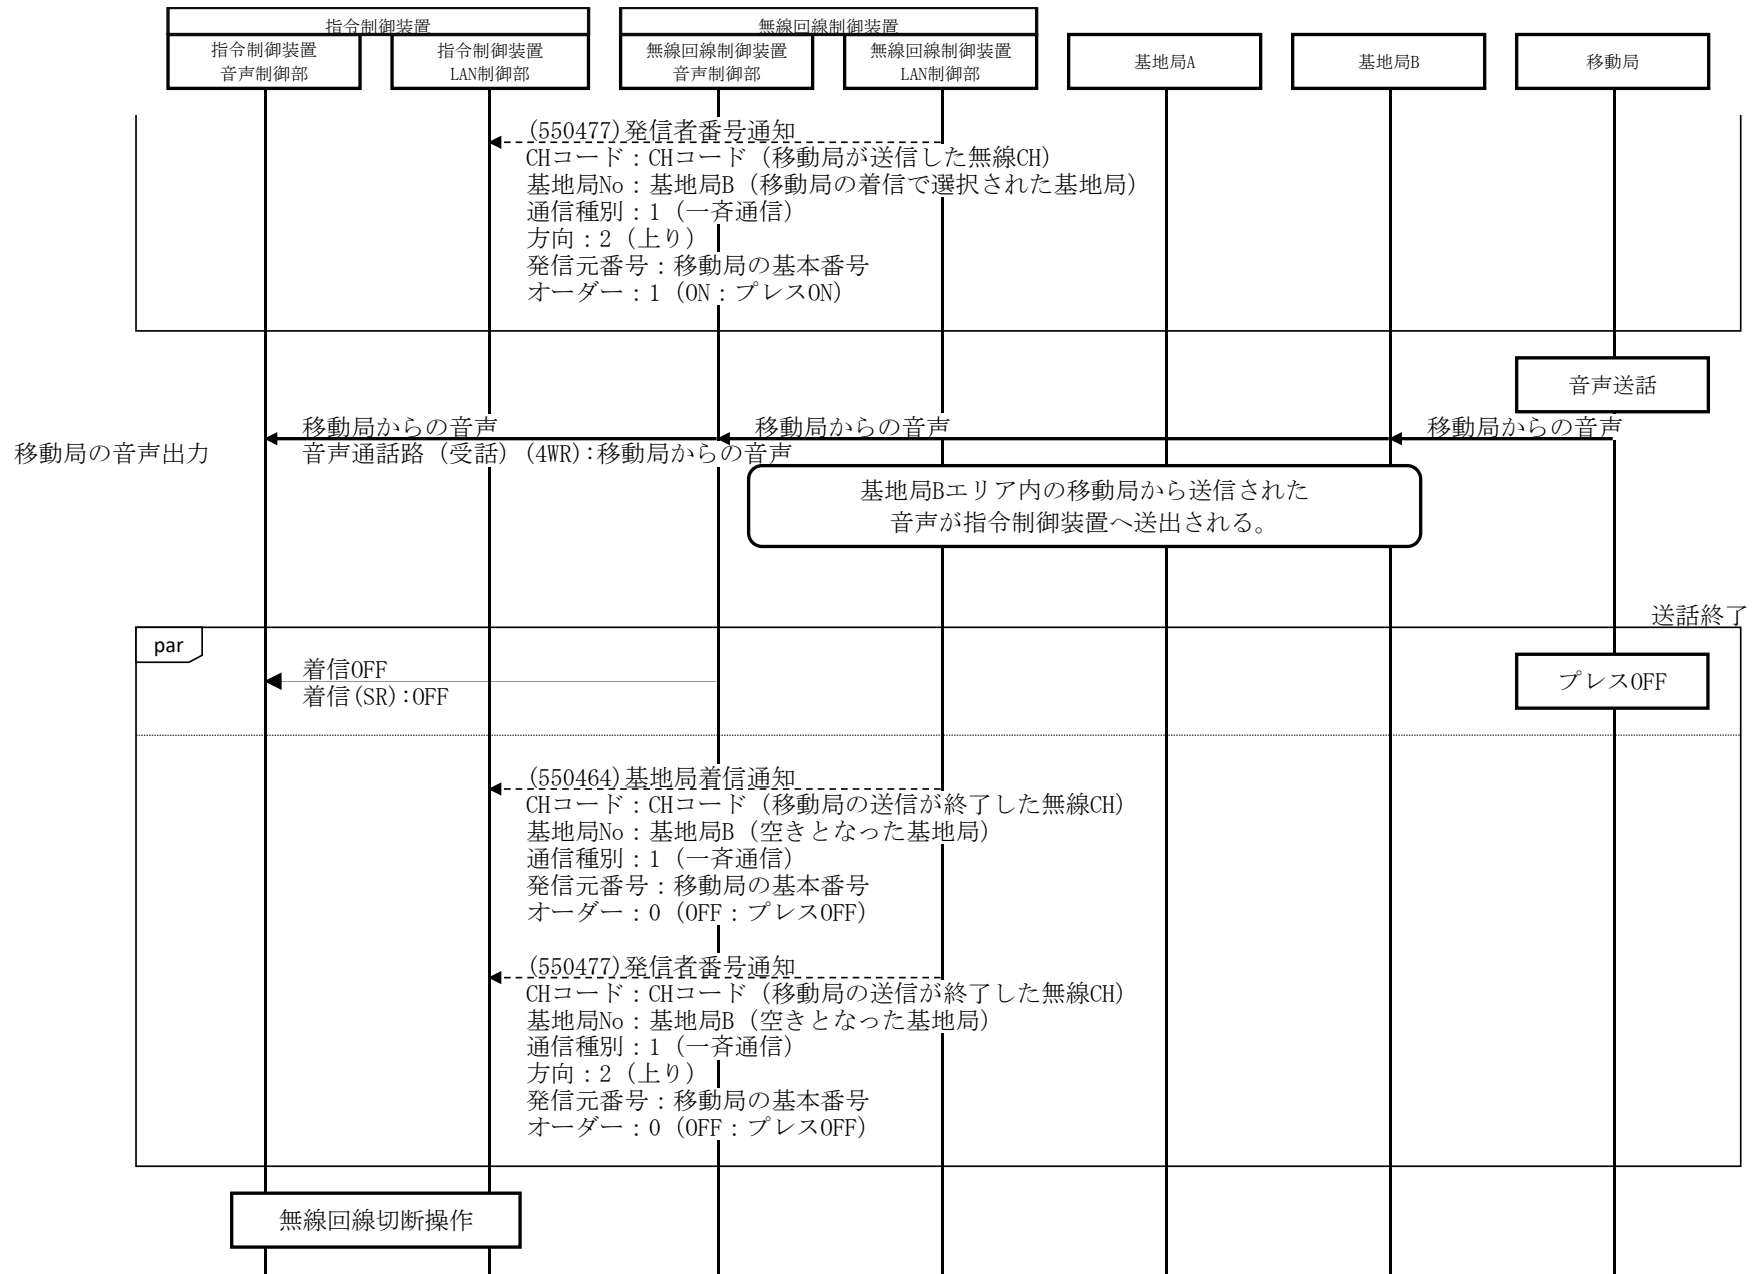 指令制御装置
無線回線制御装置
指令制御装置
音声制御部
指令制御装置
LAN制御部
無線回線制御装置
音声制御部
無線回線制御装置
LAN制御部
基地局A
基地局B
移動局
(550477)発信者番号通知
CHコード：CHコード（移動局が送信した無線CH）
基地局No：基地局B（移動局の着信で選択された基地局）
通信種別：1（一斉通信）
方向：2（上り）
発信元番号：移動局の基本番号
オーダー：1（ON：プレスON）
音声送話
移動局からの音声
移動局からの音声
移動局からの音声
移動局の音声出力
音声通話路（受話）(4WR):移動局からの音声
基地局Bエリア内の移動局から送信された
音声が指令制御装置へ送出される。
送話終了
par
着信OFF
着信(SR):OFF
プレスOFF
(550464)基地局着信通知
CHコード：CHコード（移動局の送信が終了した無線CH）
基地局No：基地局B（空きとなった基地局）
通信種別：1（一斉通信）
発信元番号：移動局の基本番号
オーダー：0（OFF：プレスOFF）
(550477)発信者番号通知
CHコード：CHコード（移動局の送信が終了した無線CH）
基地局No：基地局B（空きとなった基地局）
通信種別：1（一斉通信）
方向：2（上り）
発信元番号：移動局の基本番号
オーダー：0（OFF：プレスOFF）
無線回線切断操作